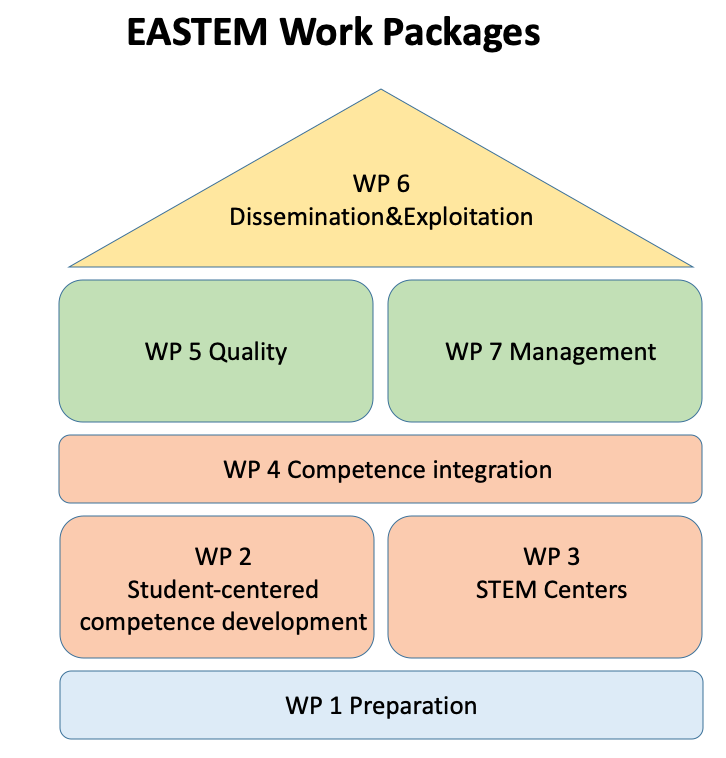 EASTEM Work Packages
WP 6
Dissemination&Exploitation
WP 5 Quality
WP 7 Management
WP 4 Competence integration
WP 2
Student-centered
competence development
WP 3
STEM Centers
WP 1 Preparation